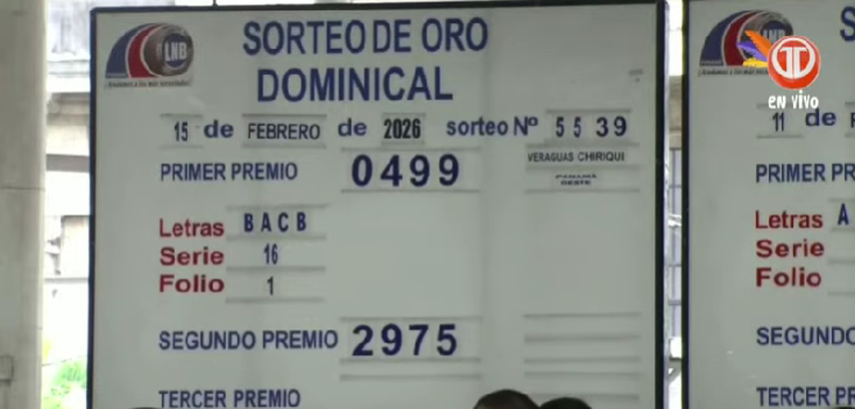 LNB
SORTEO DE ORO
DOMINICAL
15 de FEBRERO de 2026 sorteo Nº 5539
PRIMER PREMIO 0499 VERAGUAS CHIRIQUI
PANAMÁ
OESTE
Letras BACB
Serie 16
Folio 1
SEGUNDO PREMIO 2975
TERCER PREMIO
LNB
S
11 de F
PRIMER PR
Letras A
Serie
Folio
SEGUNDO
TERCER PR
T
en vivo